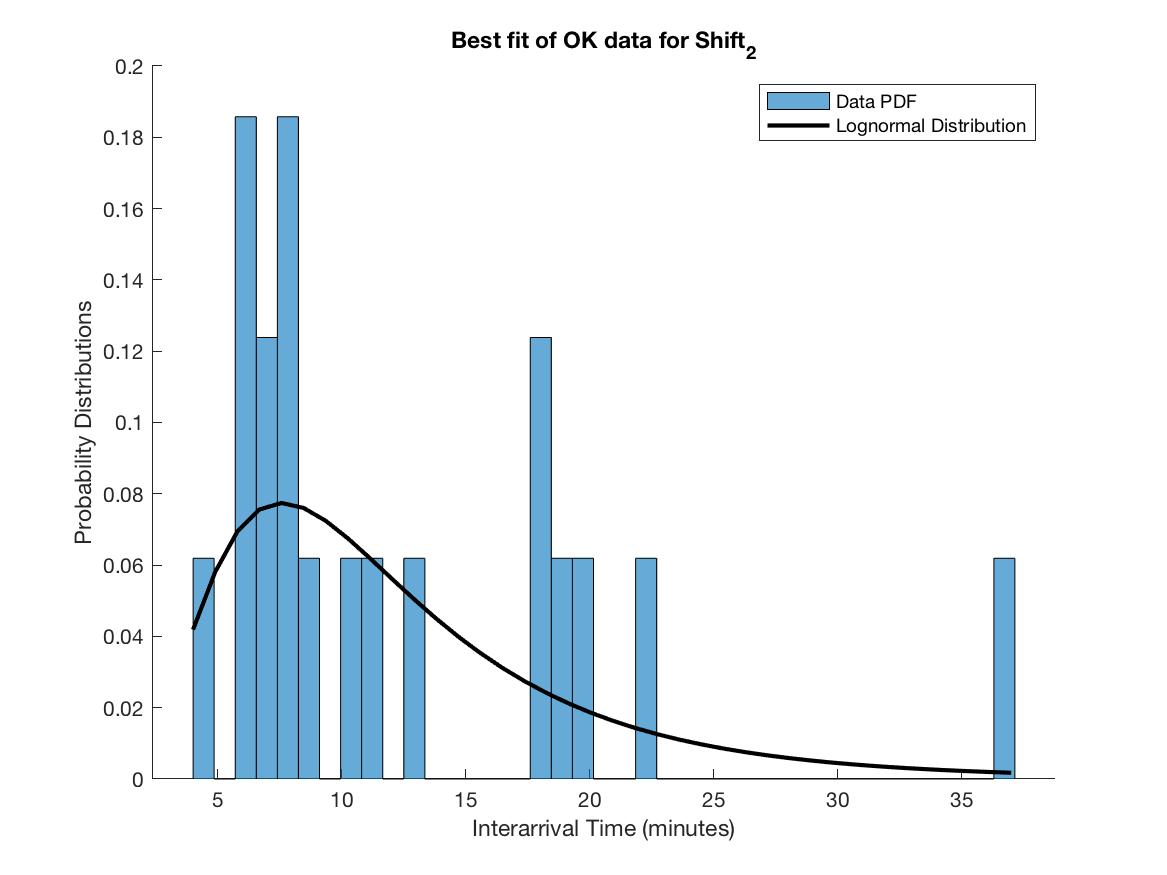 Best fit of OK data for Shift₂
Data PDF
Lognormal Distribution
Probability Distributions
0.2
0.18
0.16
0.14
0.12
0.1
0.08
0.06
0.04
0.02
0
5 10 15 20 25 30 35
Interarrival Time (minutes)